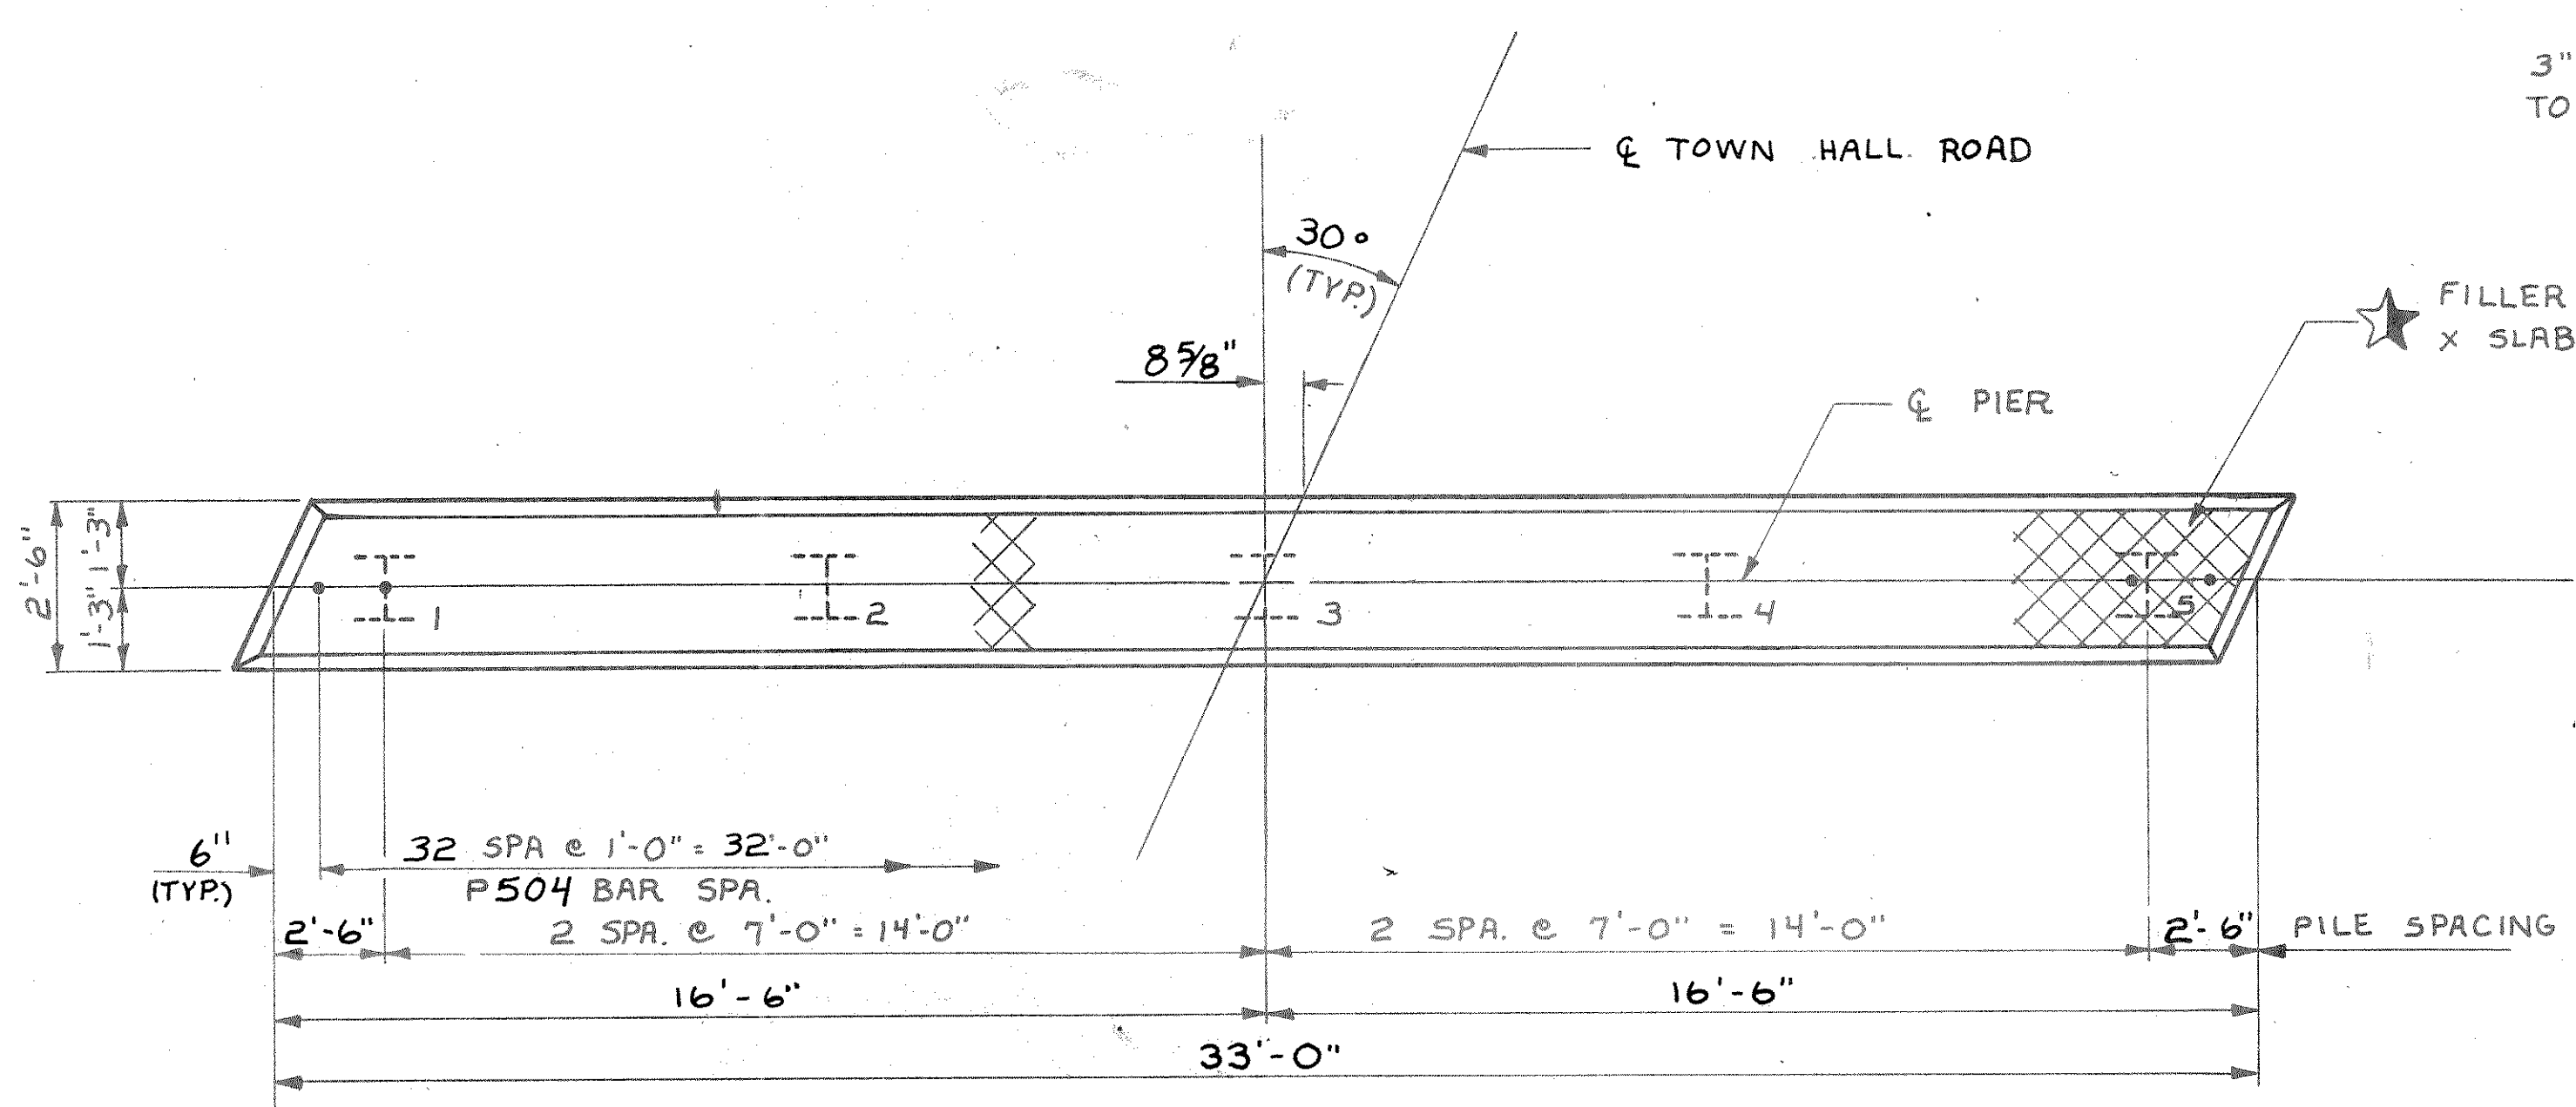 3"
TO
℄ TOWN HALL ROAD
30°
(TYP.)
FILLER
X SLAB
8 5/8"
℄ PIER
2'-6"
1'-3"
1'-3"
1
2
3
4
5
6"
(TYP.)
32 SPA @ 1'-0" = 32'-0"
P504 BAR SPA.
2'-6"
2 SPA. @ 7'-0" = 14'-0"
2 SPA. @ 7'-0" = 14'-0"
2'-6"
PILE SPACING
16'-6"
16'-6"
33'-0"